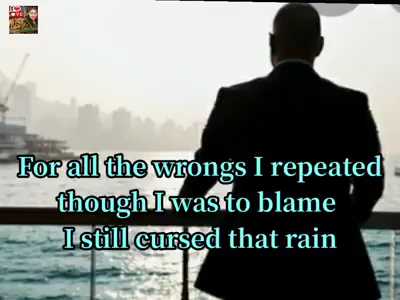 For all the wrongs I repeated
though I was to blame
I still cursed that rain